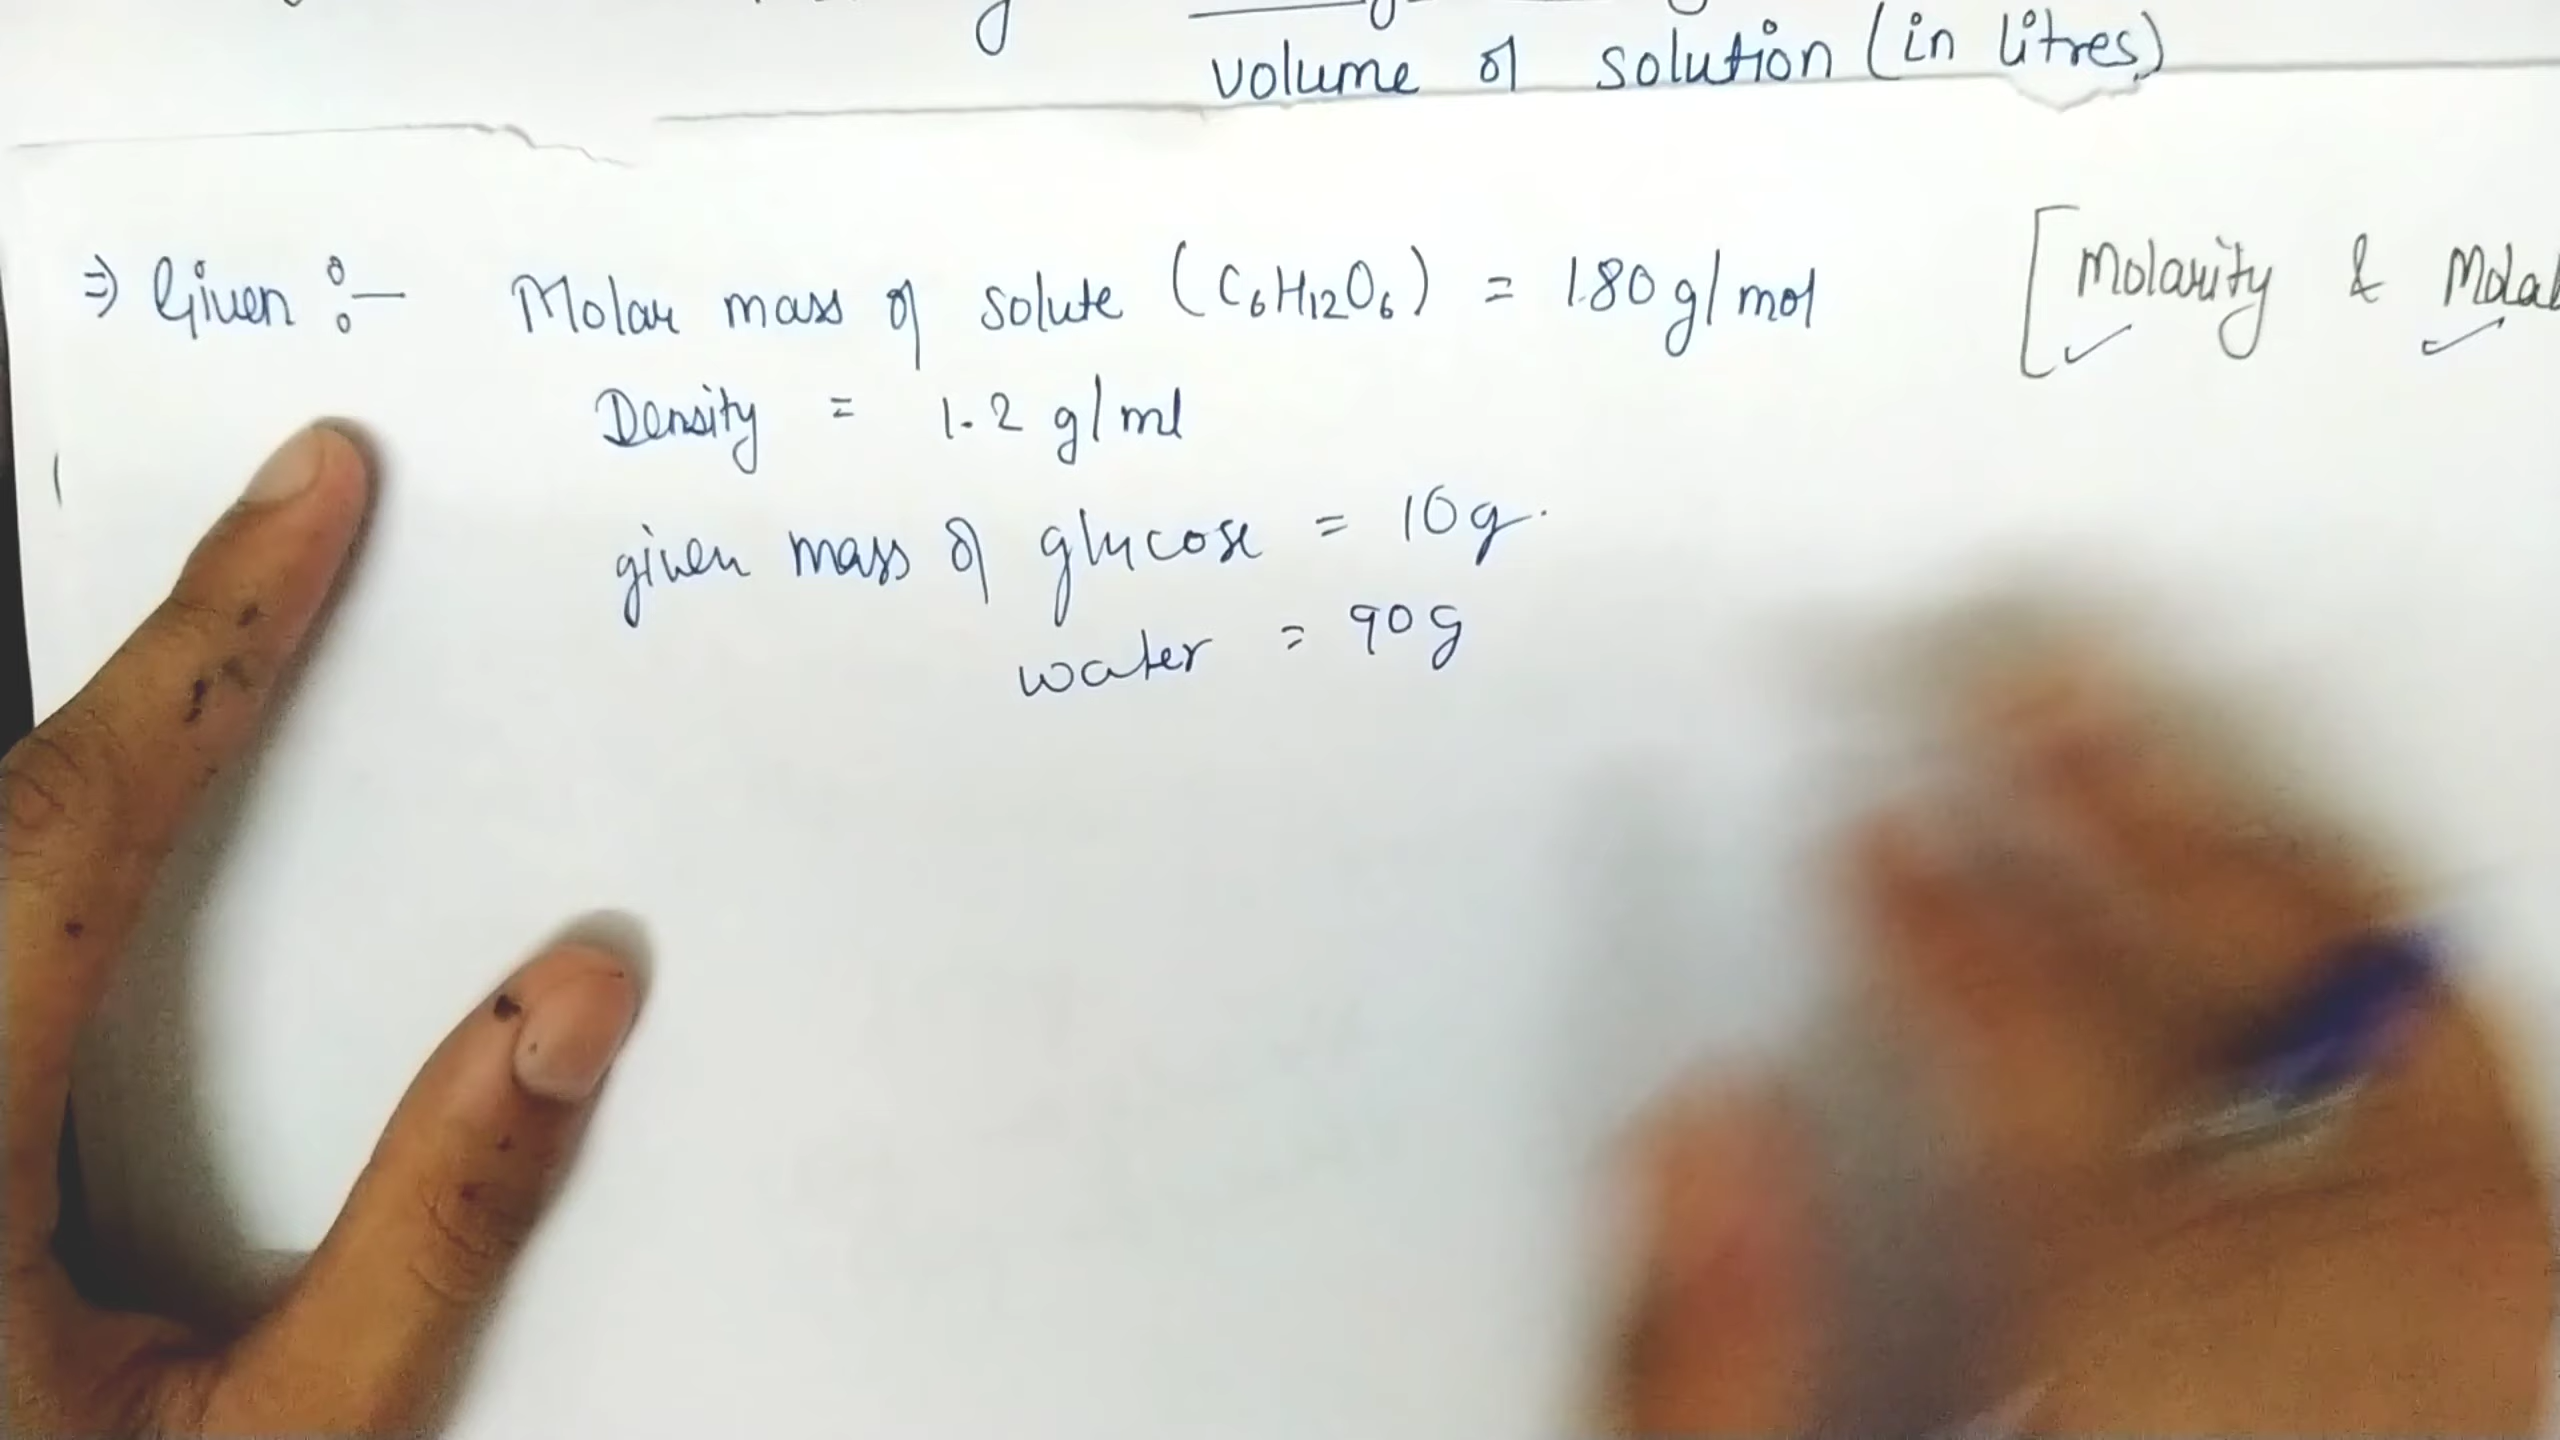 volume of solution (in litres)
⇒ Given :- Molar mass of solute (C₆H₁₂O₆) = 180 g/mol [Molarity &
Density = 1.2 g/ml
given mass of glucose = 10g.
water = 90g